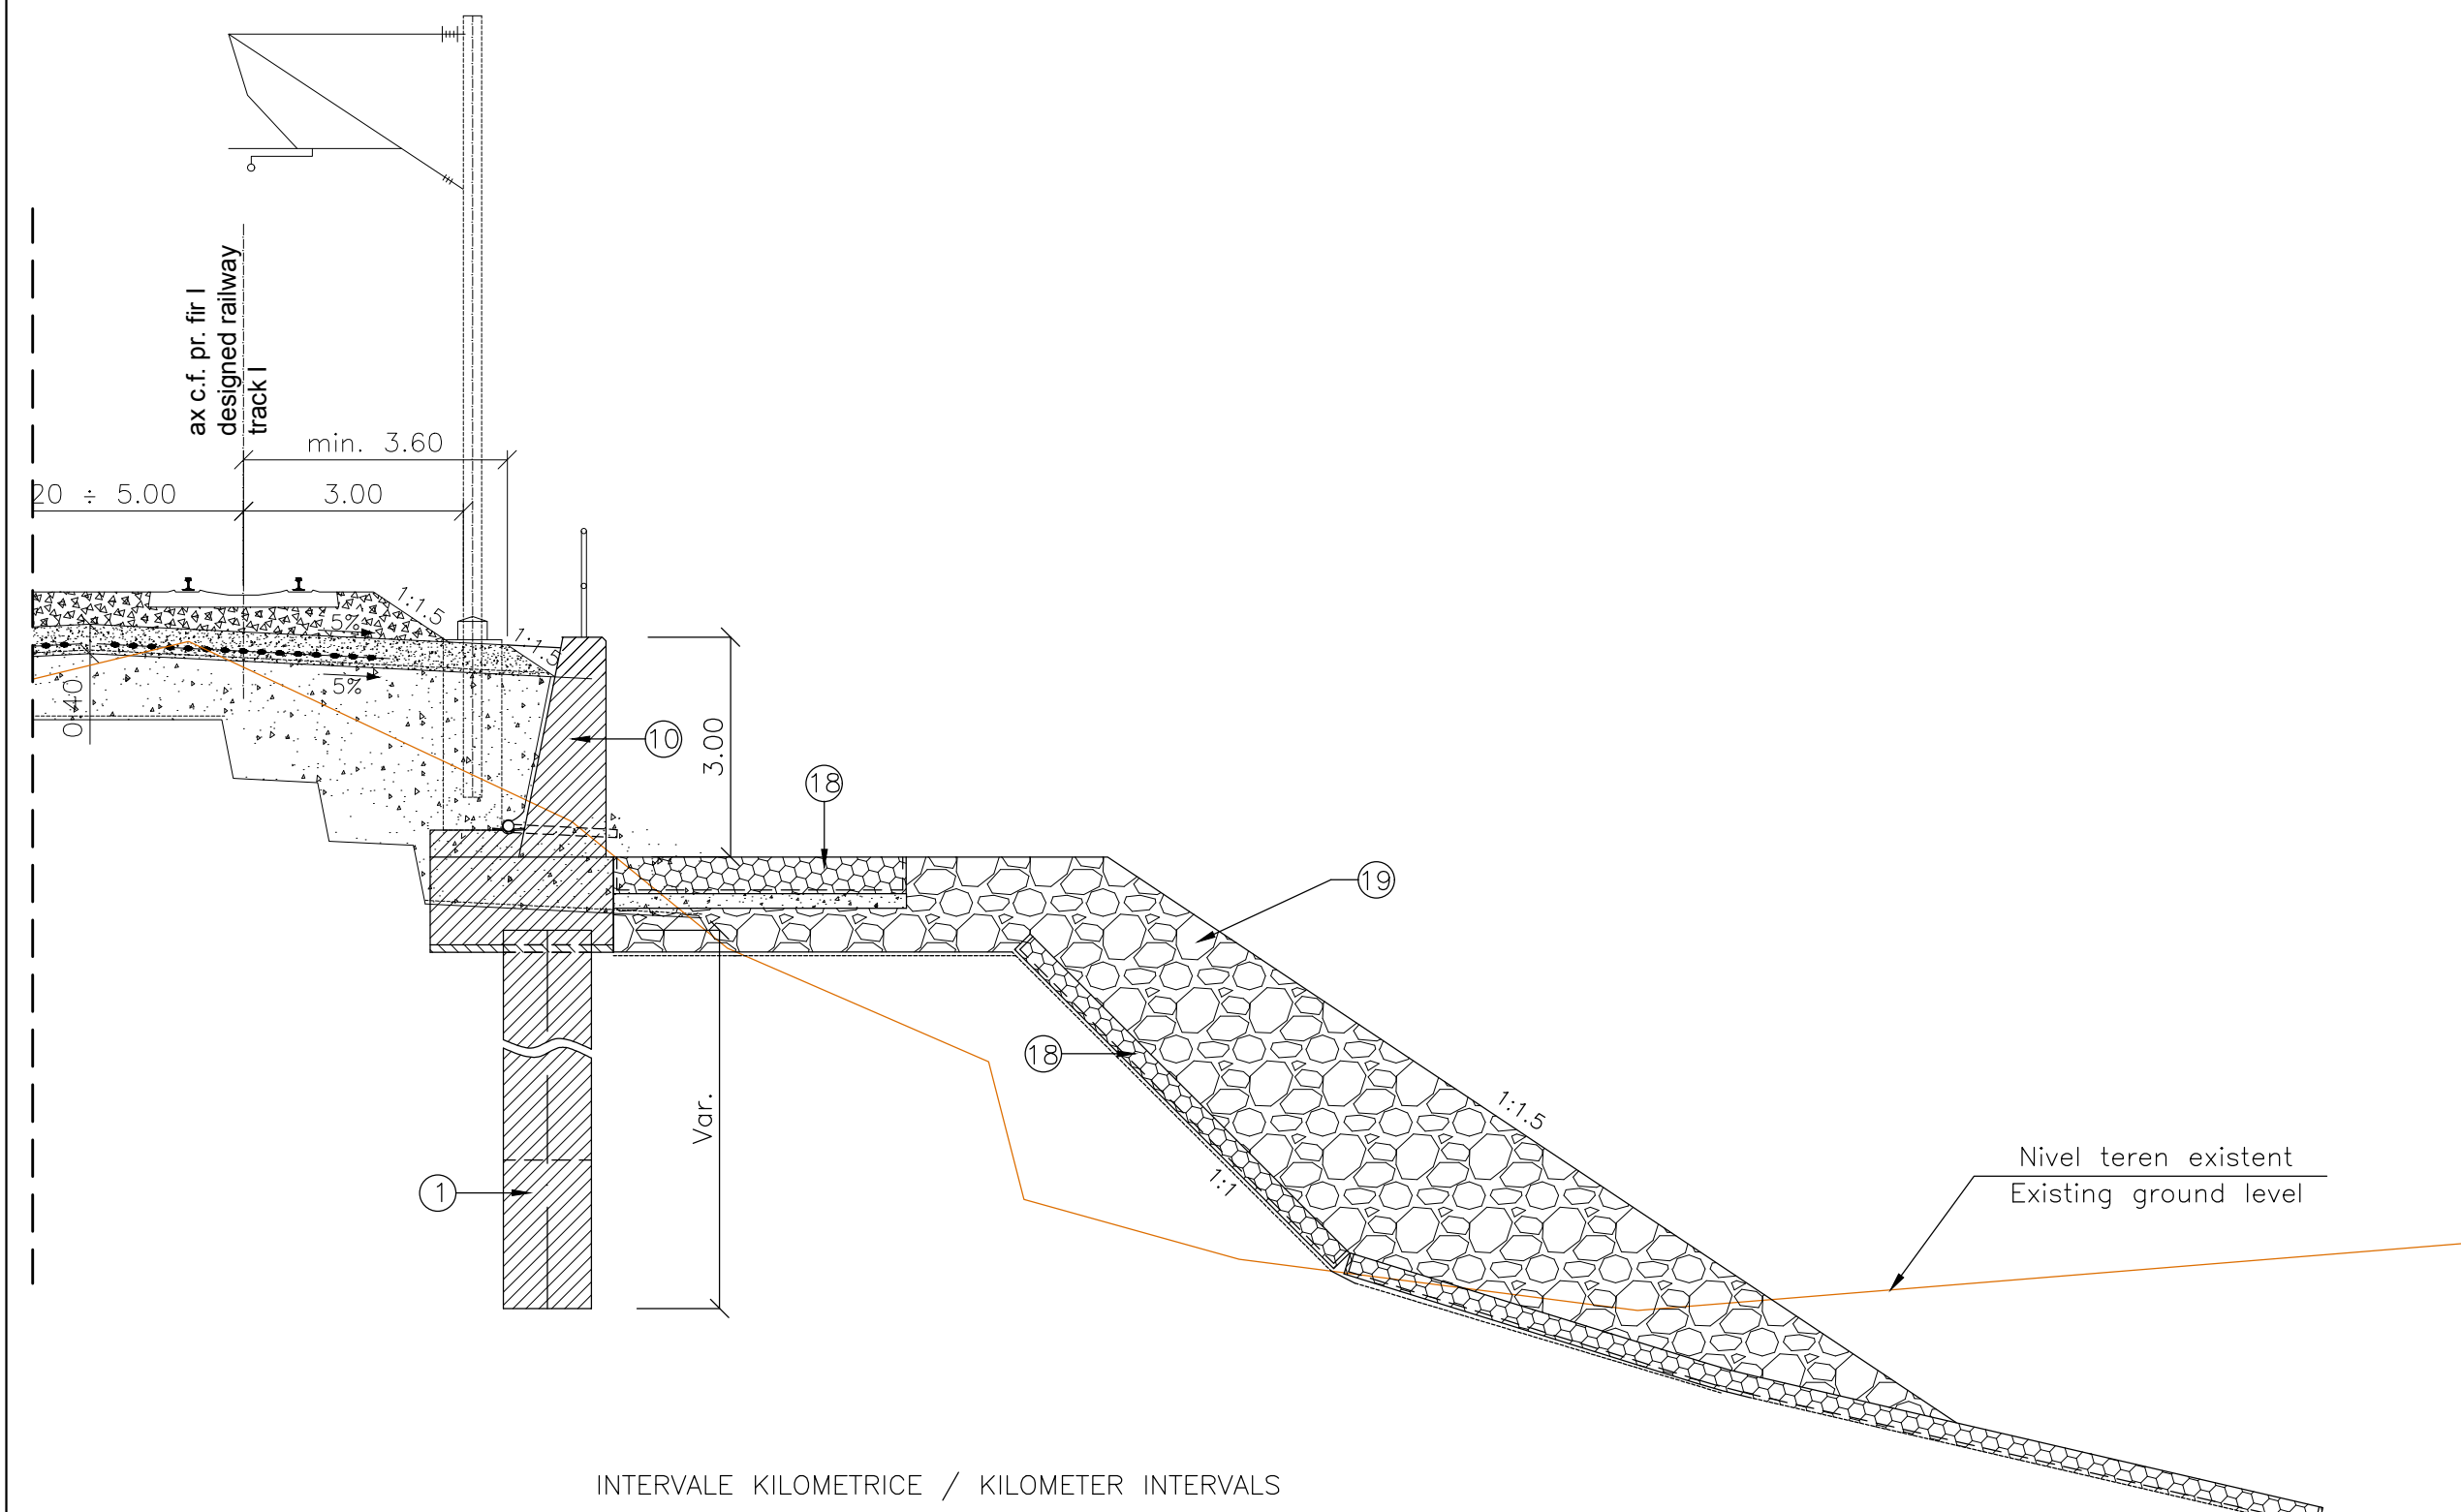 ax c.f. pr. fir I
designed railway
track I
min. 3.60
20 ÷ 5.00
3.00
1:1.5
5%
1:1.5
5%
0.40
10
3.00
18
19
18
1:1.5
Var.
1:1
1
Nivel teren existent
Existing ground level
INTERVALE KILOMETRICE / KILOMETER INTERVALS